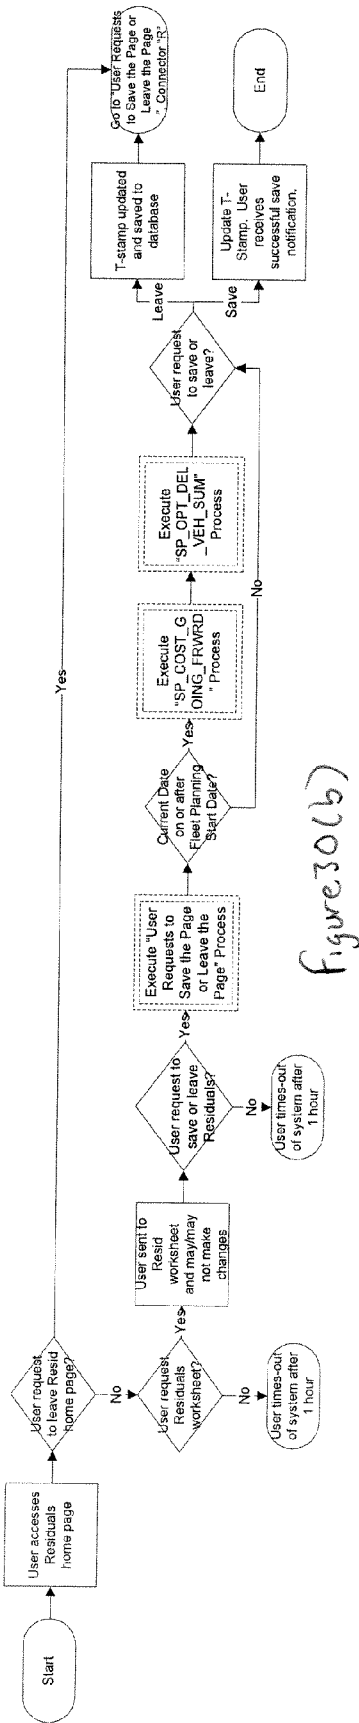 Start
User accesses
Residuals
home page
User request
to leave Resid
home page?
Yes
No
User request
Residuals
worksheet?
No
User times-out
of system after
1 hour
Yes
User sent to
Resid
worksheet
and may/may
not make
changes
User request to
save or leave
Residuals?
No
User times-out
of system after
1 hour
Yes
Execute "User
Requests to
Save the Page
or Leave the
Page" Process
Current Date
on or after
Fleet Planning
Start Date?
Yes
No
Execute
"SP_COST_G
OING_FRWRD
" Process
Execute
"SP_OPT_DEL
_VEH_SUM"
Process
User request
to save or
leave?
Leave
Save
T-stamp updated
and saved to
database
Go to "User Requests
to Save the Page or
Leave the Page
", Connector "R"
Update T-
Stamp. User
receives
successful save
notification.
End
Figure 30(b)